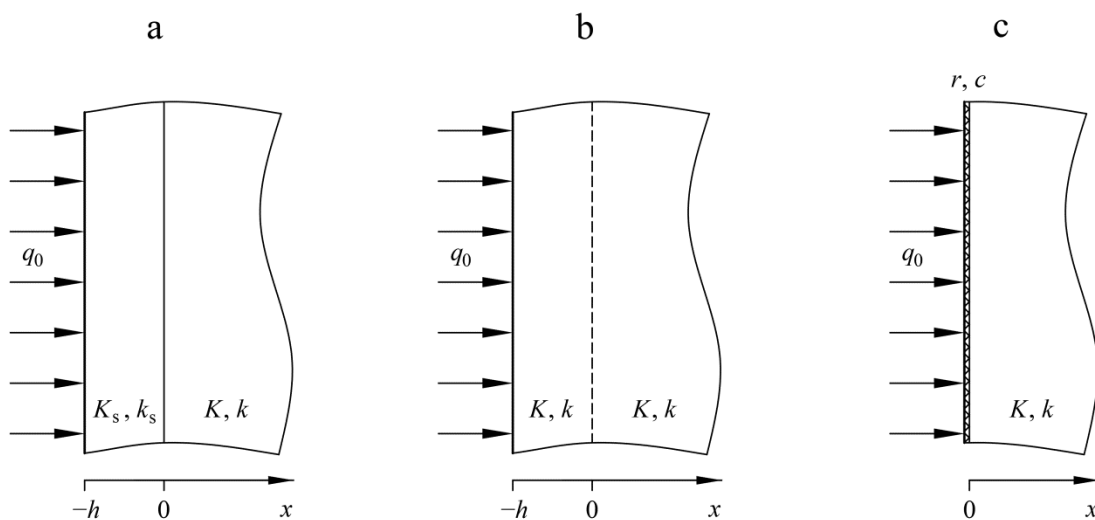 a b c
r, c
q₀ q₀ q₀
Kₛ, kₛ K, k K, k K, k K, k
−h 0 x −h 0 x 0 x